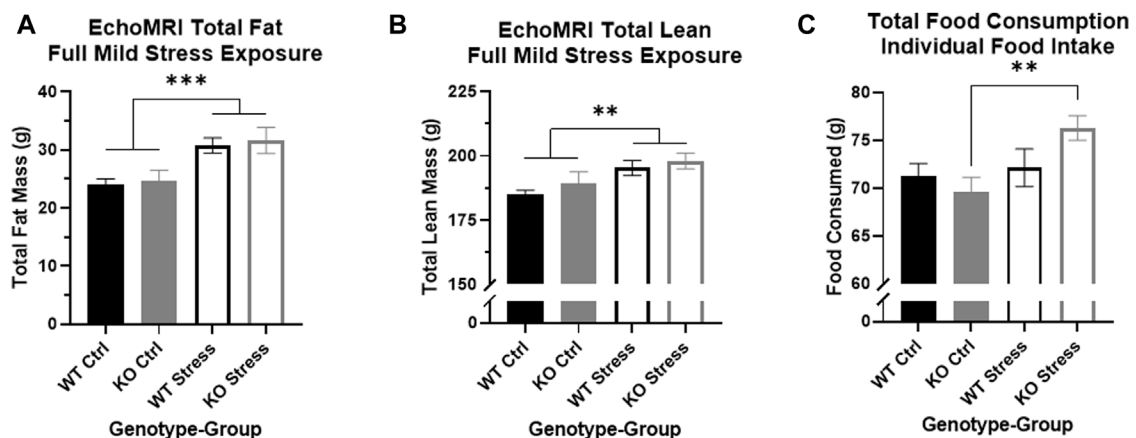 A
EchoMRI Total Fat
Full Mild Stress Exposure
***
Total Fat Mass (g)
40
30
20
10
0
WT Ctrl
KO Ctrl
WT Stress
KO Stress
Genotype-Group
B
EchoMRI Total Lean
Full Mild Stress Exposure
**
Total Lean Mass (g)
225
200
175
150
0
WT Ctrl
KO Ctrl
WT Stress
KO Stress
Genotype-Group
C
Total Food Consumption
Individual Food Intake
**
Food Consumed (g)
80
75
70
65
60
0
WT Ctrl
KO Ctrl
WT Stress
KO Stress
Genotype-Group